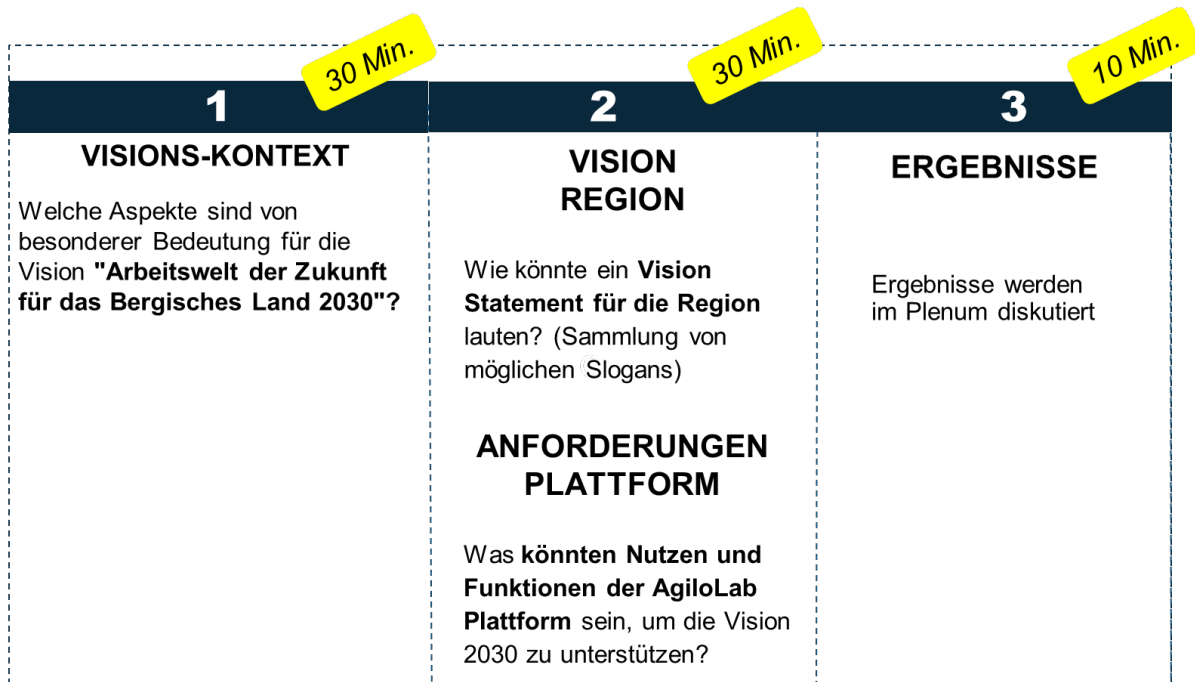 30 Min.
1
VISIONS-KONTEXT
Welche Aspekte sind von
besonderer Bedeutung für die
Vision "Arbeitswelt der Zukunft
für das Bergisches Land 2030"?
30 Min.
2
VISION
REGION
Wie könnte ein Vision
Statement für die Region
lauten? (Sammlung von
möglichen Slogans)
ANFORDERUNGEN
PLATTFORM
Was könnten Nutzen und
Funktionen der AgiloLab
Plattform sein, um die Vision
2030 zu unterstützen?
10 Min.
3
ERGEBNISSE
Ergebnisse werden
im Plenum diskutiert